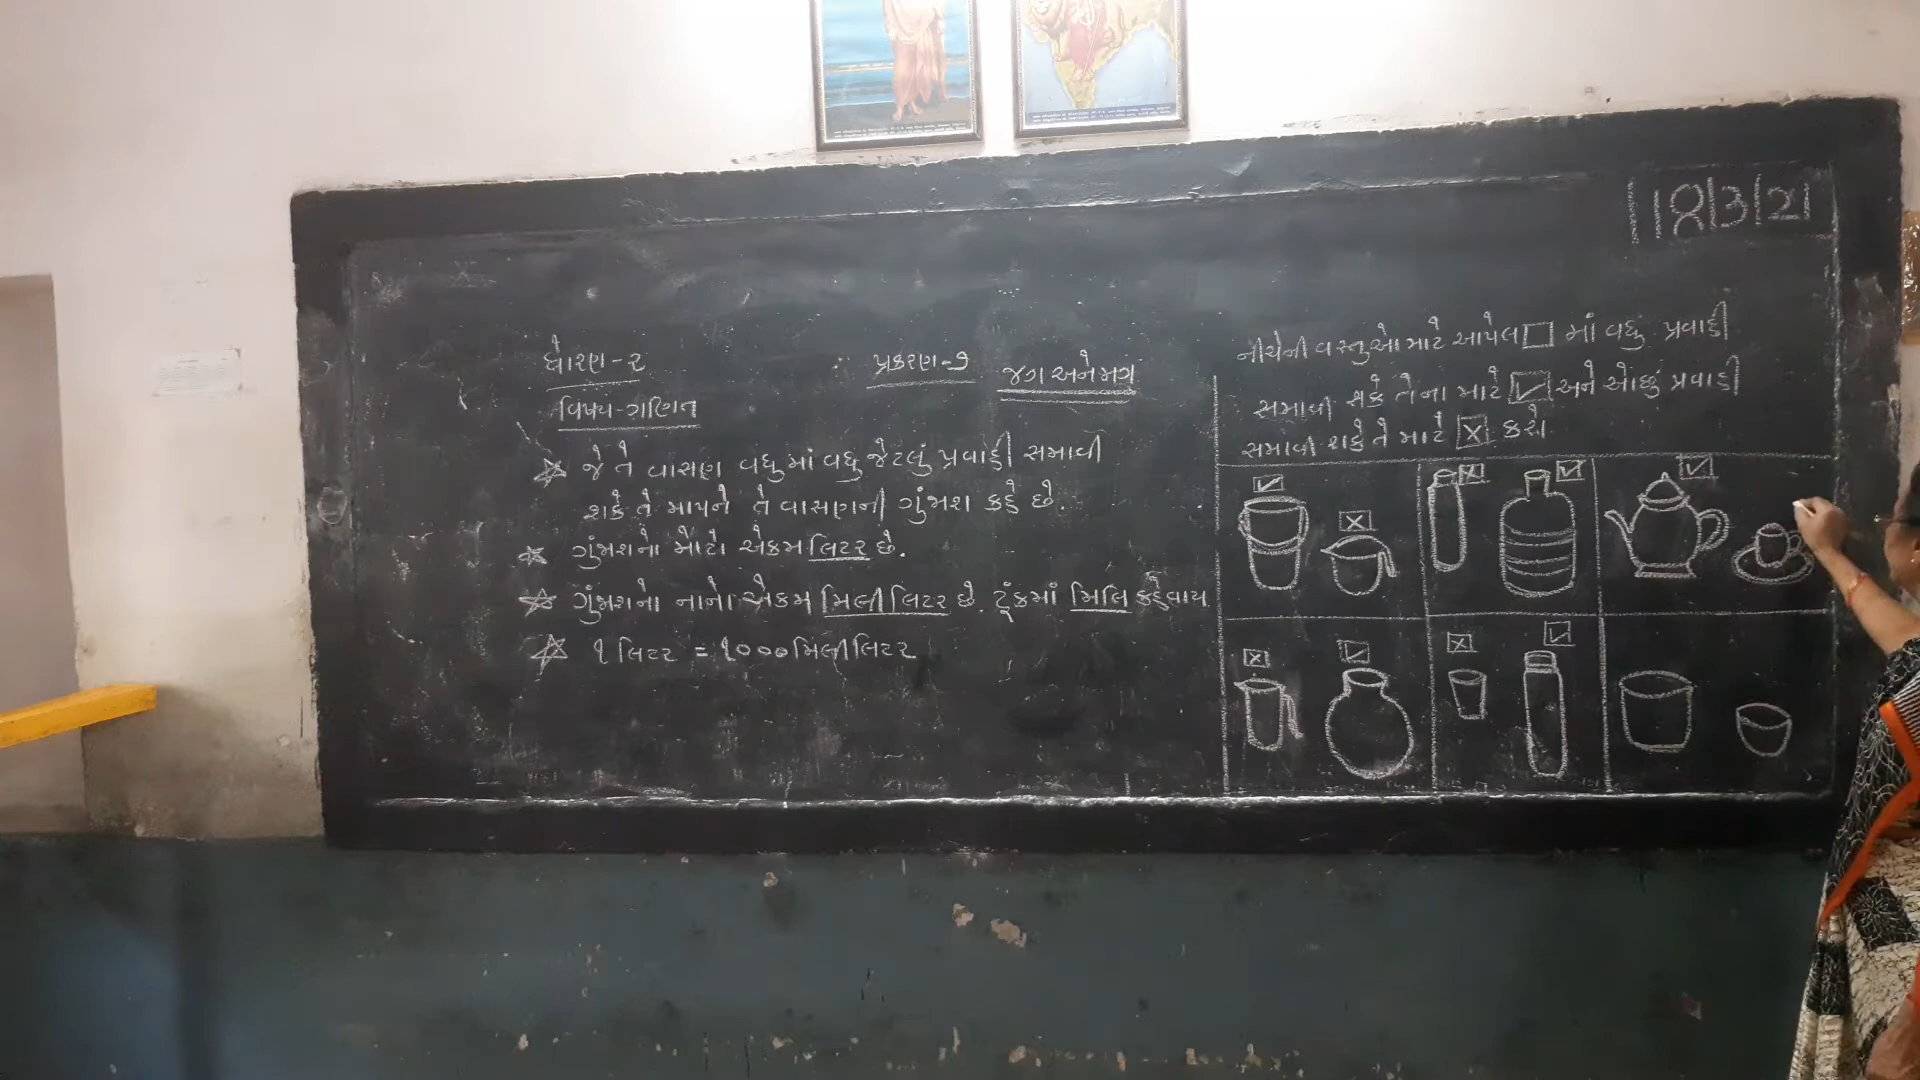 ધોરણ-૨
પ્રકરણ-૭
જગ અને મગ
વિષય-ગણિત
જે તે વાસણ વધુમાં વધુ જેટલું પ્રવાહી સમાવી
શકે તે માપને તે વાસણની ગુંજાશ કહે છે.
ગુંજાશનો મોટો એકમ લિટર છે.
ગુંજાશનો નાનો એકમ મિલીલિટર છે. ટૂંકમાં મિલિ કહેવાય
૧ લિટર = ૧૦૦૦ મિલીલિટર
નીચેની વસ્તુઓ માટે આપેલ □ માં વધુ પ્રવાહી
સમાવી શકે તેના માટે ☑ અને ઓછું પ્રવાહી
સમાવી શકે તે માટે ☒ કરો.